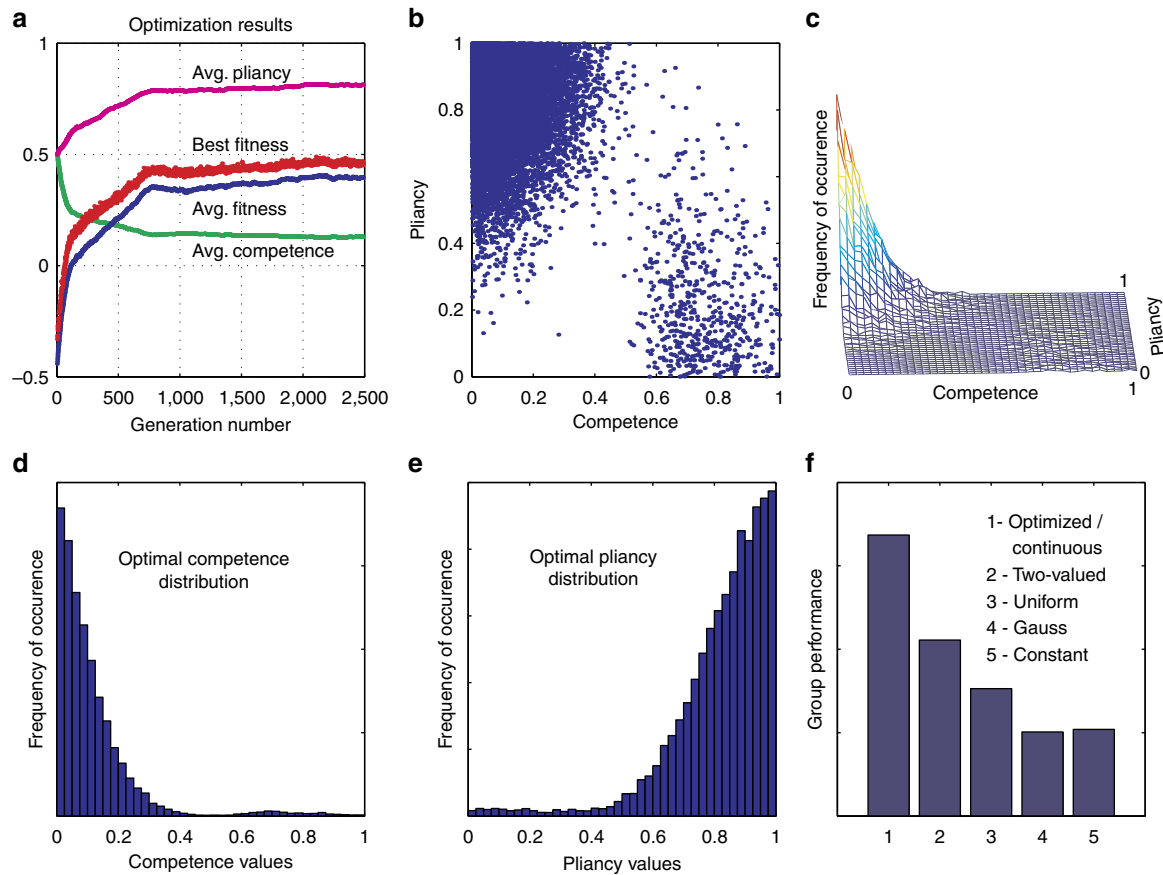 a
Optimization results
1
0.5
0
–0.5
Avg. pliancy
Best fitness
Avg. fitness
Avg. competence
0 500 1,000 1,500 2,000 2,500
Generation number
b
Pliancy
1
0.8
0.6
0.4
0.2
0
0 0.2 0.4 0.6 0.8 1
Competence
c
Frequency of occurence
1
Pliancy
0
0
Competence
1
d
Frequency of occurence
Optimal competence
distribution
0 0.2 0.4 0.6 0.8 1
Competence values
e
Frequency of occurence
Optimal pliancy
distribution
0 0.2 0.4 0.6 0.8 1
Pliancy values
f
Group performance
1- Optimized /
continuous
2 - Two-valued
3 - Uniform
4 - Gauss
5 - Constant
1 2 3 4 5